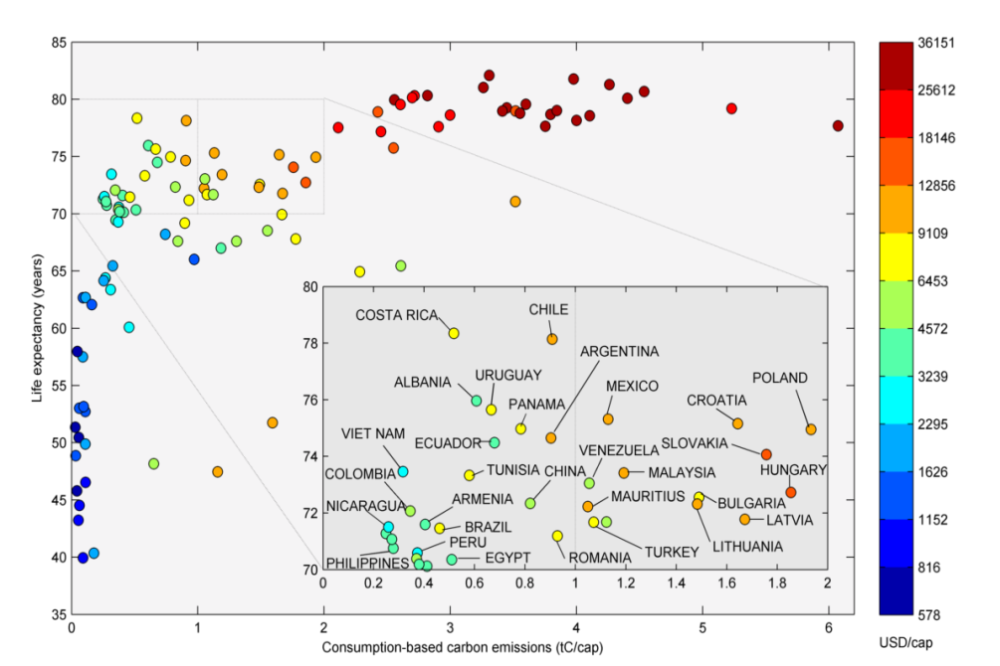 85
80
75
70
65
60
55
50
45
40
35
Life expectancy (years)
0
1
2
3
4
5
6
Consumption-based carbon emissions (tC/cap)
36151
25612
18146
12856
9109
6453
4572
3239
2295
1626
1152
816
578
USD/cap
80
78
76
74
72
70
0
0.2
0.4
0.6
0.8
1
1.2
1.4
1.6
1.8
2
COSTA RICA
CHILE
ARGENTINA
ALBANIA
URUGUAY
MEXICO
POLAND
PANAMA
CROATIA
VIET NAM
ECUADOR
VENEZUELA
SLOVAKIA
COLOMBIA
TUNISIA
CHINA
MALAYSIA
HUNGARY
NICARAGUA
ARMENIA
MAURITIUS
BULGARIA
BRAZIL
LATVIA
PERU
TURKEY
LITHUANIA
PHILIPPINES
EGYPT
ROMANIA